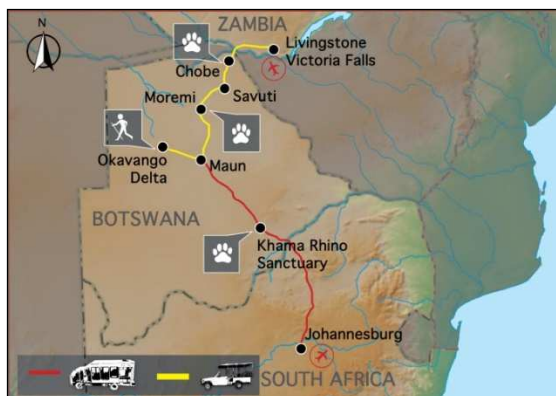 ZAMBIA
Livingstone
Victoria Falls
Chobe
Savuti
Moremi
Okavango
Delta
Maun
BOTSWANA
Khama Rhino
Sanctuary
Johannesburg
SOUTH AFRICA